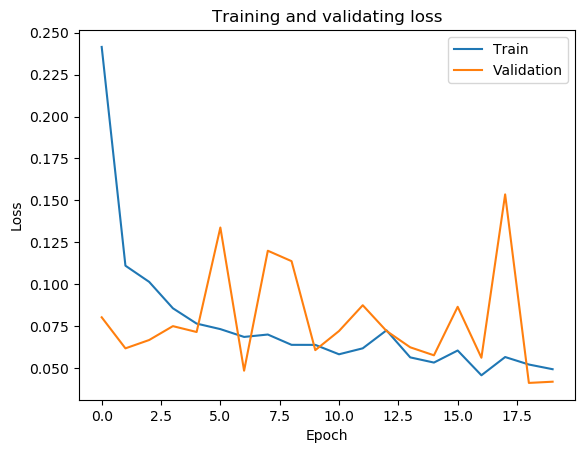 Training and validating loss
Train
Validation
0.250
0.225
0.200
0.175
0.150
0.125
0.100
0.075
0.050
Loss
0.0 2.5 5.0 7.5 10.0 12.5 15.0 17.5
Epoch